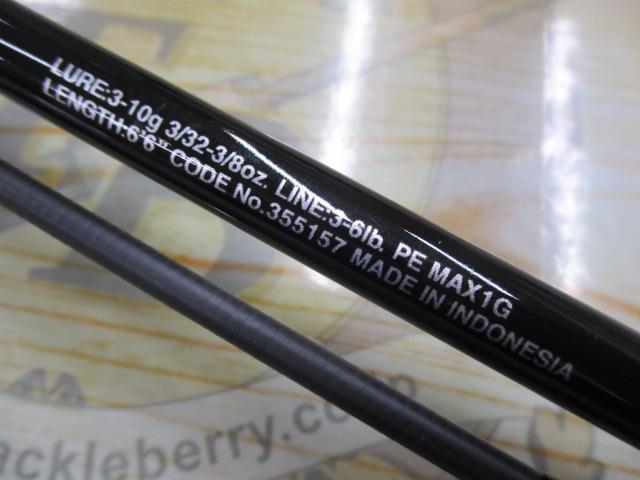 LURE:3-10g 3/32-3/8oz. LINE:3-6lb. PE MAX1G
LENGTH:6'6" CODE No.355157 MADE IN INDONESIA
ackleberry.co